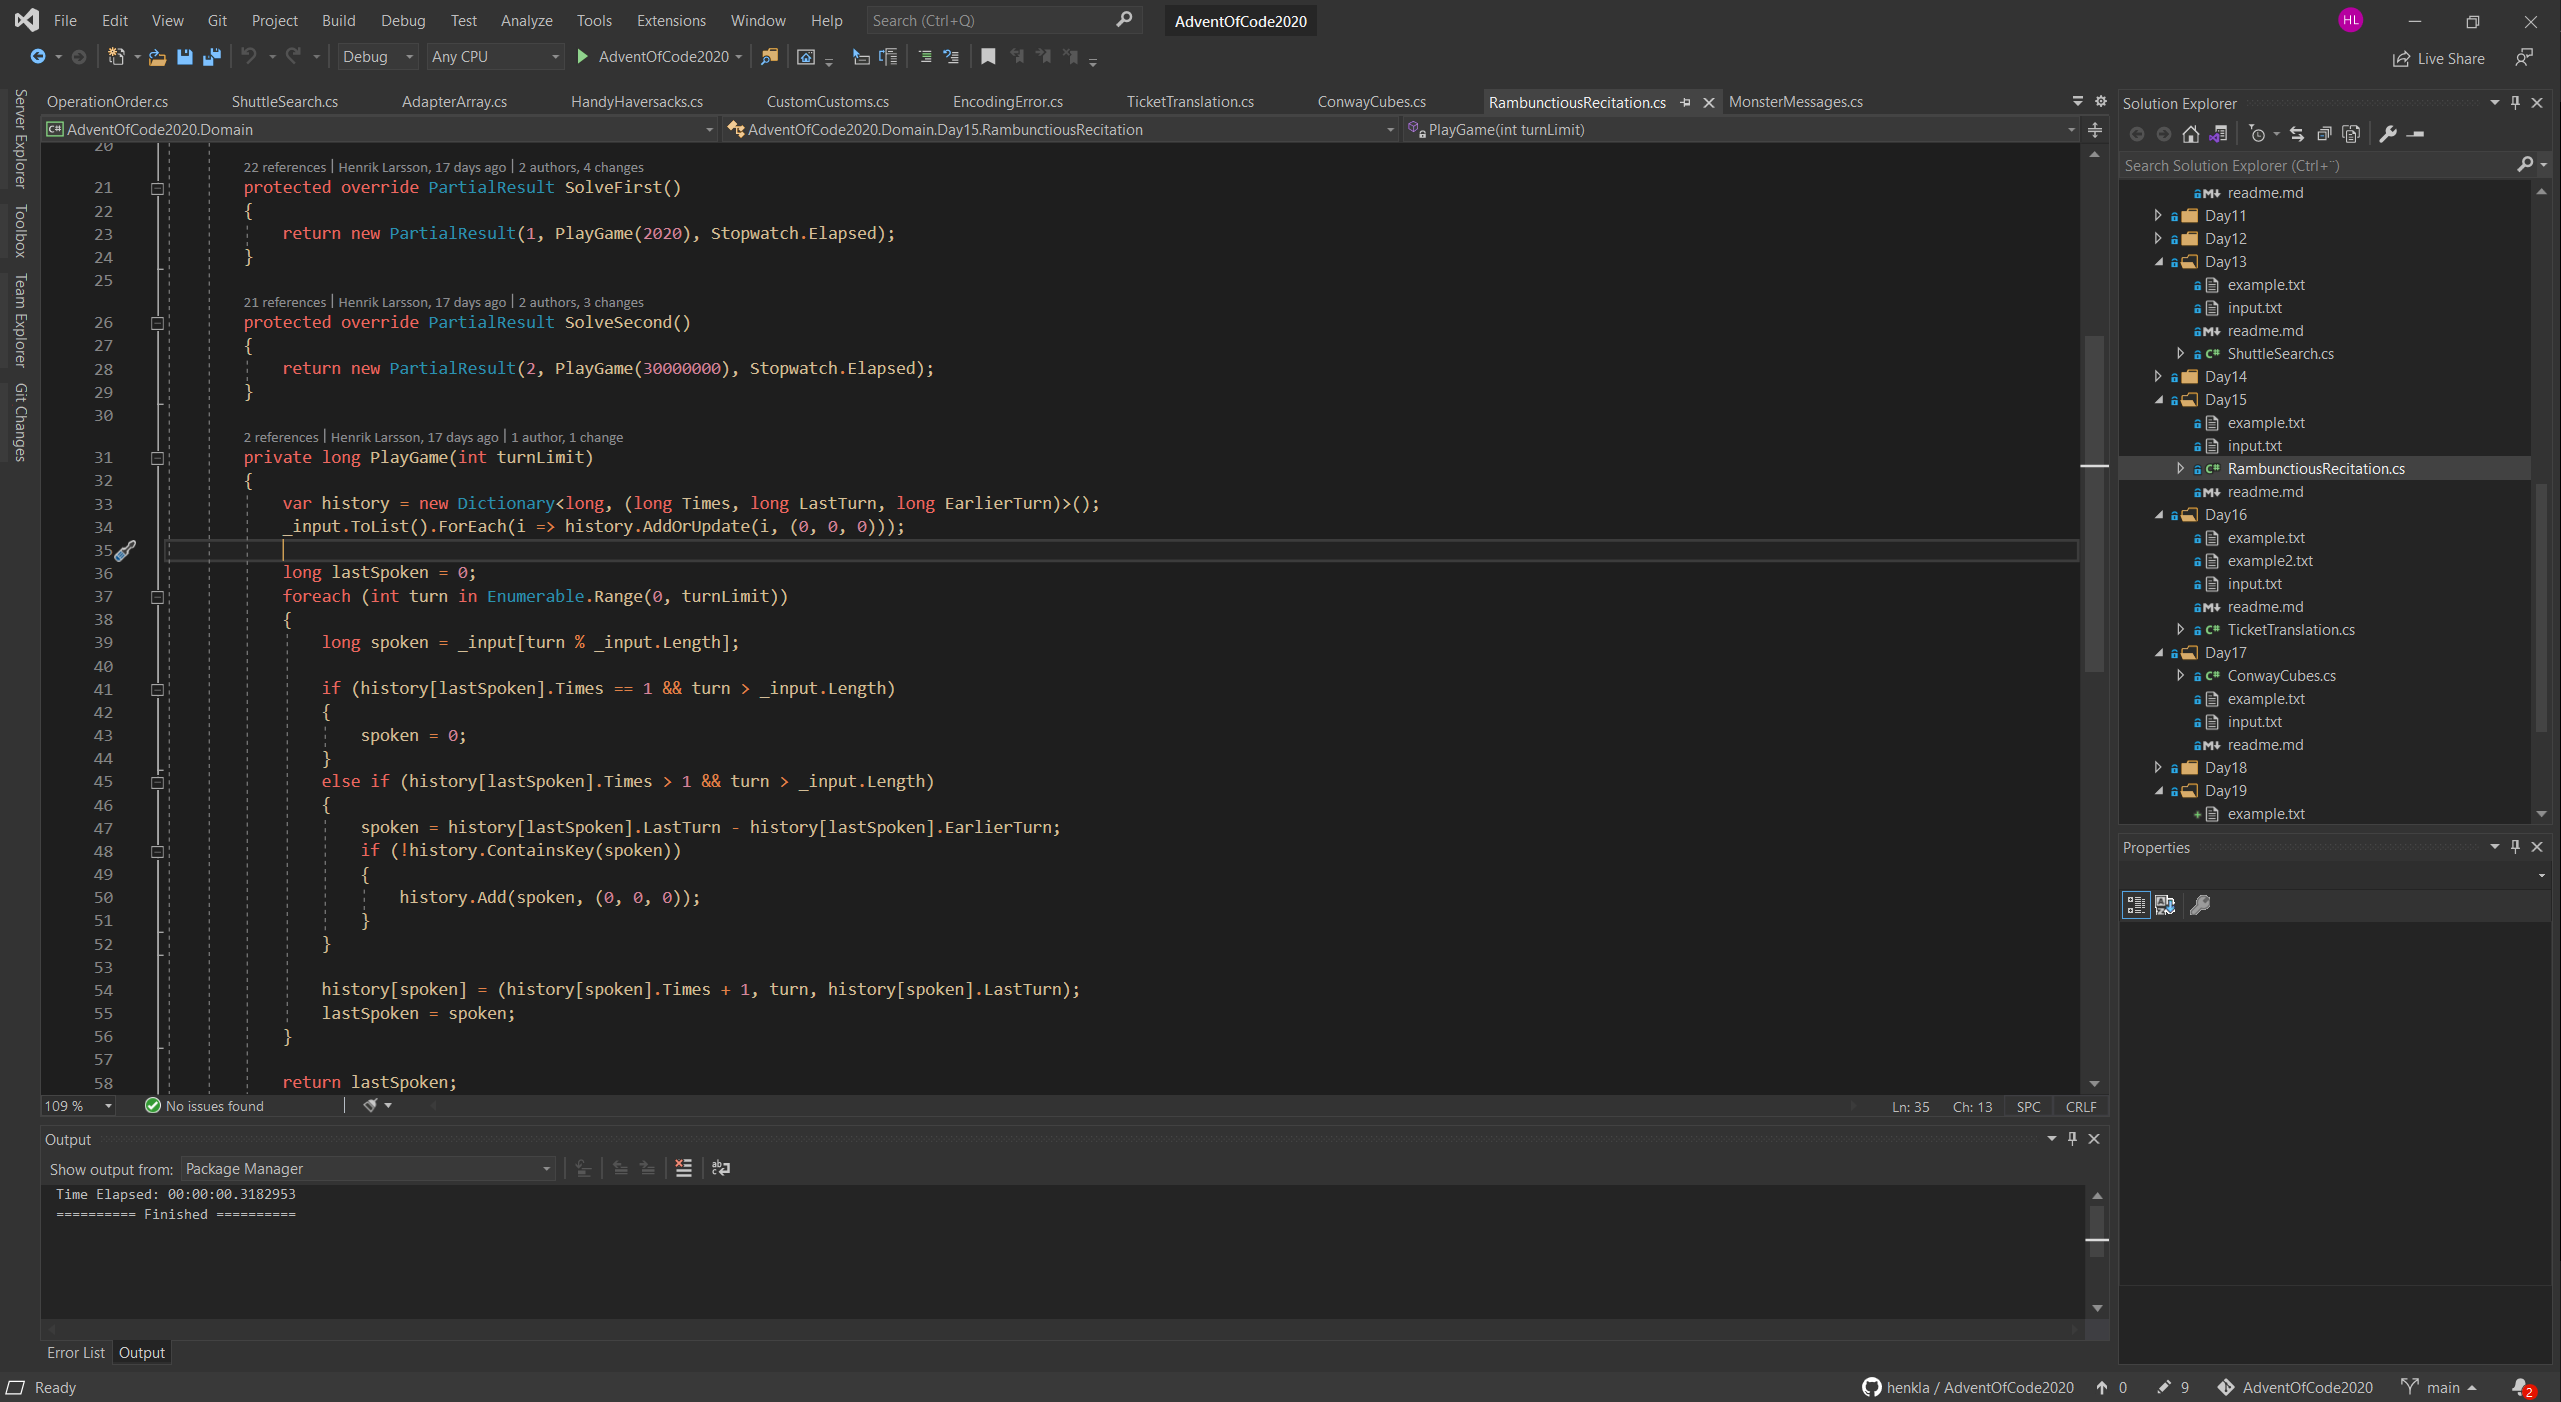 File Edit View Git Project Build Debug Test Analyze Tools Extensions Window Help Search (Ctrl+Q) AdventOfCode2020 HL
Debug Any CPU AdventOfCode2020 Live Share
OperationOrder.cs ShuttleSearch.cs AdapterArray.cs HandyHaversacks.cs CustomCustoms.cs EncodingError.cs TicketTranslation.cs ConwayCubes.cs RambunctiousRecitation.cs MonsterMessages.cs
AdventOfCode2020.Domain AdventOfCode2020.Domain.Day15.RambunctiousRecitation PlayGame(int turnLimit)
Server Explorer
Toolbox
Team Explorer
Git Changes
20
22 references | Henrik Larsson, 17 days ago | 2 authors, 4 changes
21 protected override PartialResult SolveFirst()
22 {
23 return new PartialResult(1, PlayGame(2020), Stopwatch.Elapsed);
24 }
25
21 references | Henrik Larsson, 17 days ago | 2 authors, 3 changes
26 protected override PartialResult SolveSecond()
27 {
28 return new PartialResult(2, PlayGame(30000000), Stopwatch.Elapsed);
29 }
30
2 references | Henrik Larsson, 17 days ago | 1 author, 1 change
31 private long PlayGame(int turnLimit)
32 {
33 var history = new Dictionary<long, (long Times, long LastTurn, long EarlierTurn)>();
34 _input.ToList().ForEach(i => history.AddOrUpdate(i, (0, 0, 0)));
35
36 long lastSpoken = 0;
37 foreach (int turn in Enumerable.Range(0, turnLimit))
38 {
39 long spoken = _input[turn % _input.Length];
40
41 if (history[lastSpoken].Times == 1 && turn > _input.Length)
42 {
43 spoken = 0;
44 }
45 else if (history[lastSpoken].Times > 1 && turn > _input.Length)
46 {
47 spoken = history[lastSpoken].LastTurn - history[lastSpoken].EarlierTurn;
48 if (!history.ContainsKey(spoken))
49 {
50 history.Add(spoken, (0, 0, 0));
51 }
52 }
53
54 history[spoken] = (history[spoken].Times + 1, turn, history[spoken].LastTurn);
55 lastSpoken = spoken;
56 }
57
58 return lastSpoken;
109 % No issues found Ln: 35 Ch: 13 SPC CRLF
Output
Show output from: Package Manager
Time Elapsed: 00:00:00.3182953
========== Finished ==========
Error List Output
Solution Explorer
Search Solution Explorer (Ctrl+¨)
M↓ readme.md
Day11
Day12
Day13
example.txt
input.txt
M↓ readme.md
C# ShuttleSearch.cs
Day14
Day15
example.txt
input.txt
C# RambunctiousRecitation.cs
M↓ readme.md
Day16
example.txt
example2.txt
input.txt
M↓ readme.md
C# TicketTranslation.cs
Day17
C# ConwayCubes.cs
example.txt
input.txt
M↓ readme.md
Day18
Day19
example.txt
Properties
Ready henkla / AdventOfCode2020 0 9 AdventOfCode2020 main 2